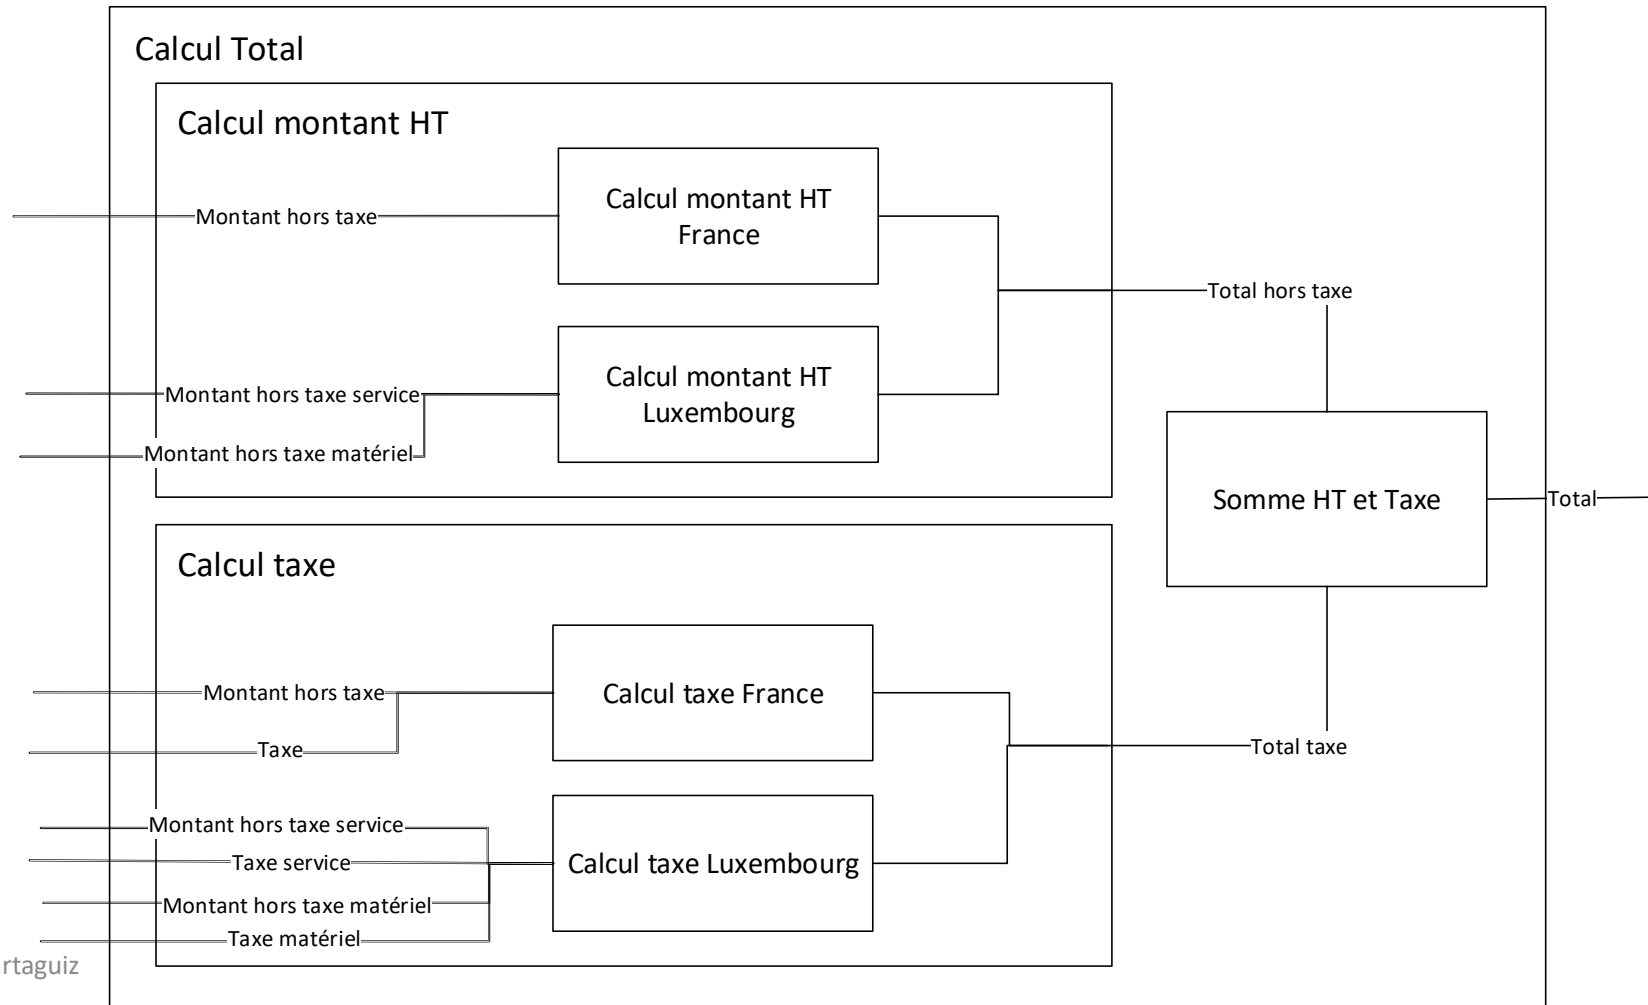 Calcul Total
Calcul montant HT
Montant hors taxe
Calcul montant HT
France
Total hors taxe
Montant hors taxe service
Calcul montant HT
Luxembourg
Montant hors taxe matériel
Somme HT et Taxe
Total
Calcul taxe
Montant hors taxe
Calcul taxe France
Taxe
Total taxe
Montant hors taxe service
Taxe service
Calcul taxe Luxembourg
Montant hors taxe matériel
Taxe matériel
rtaguiz